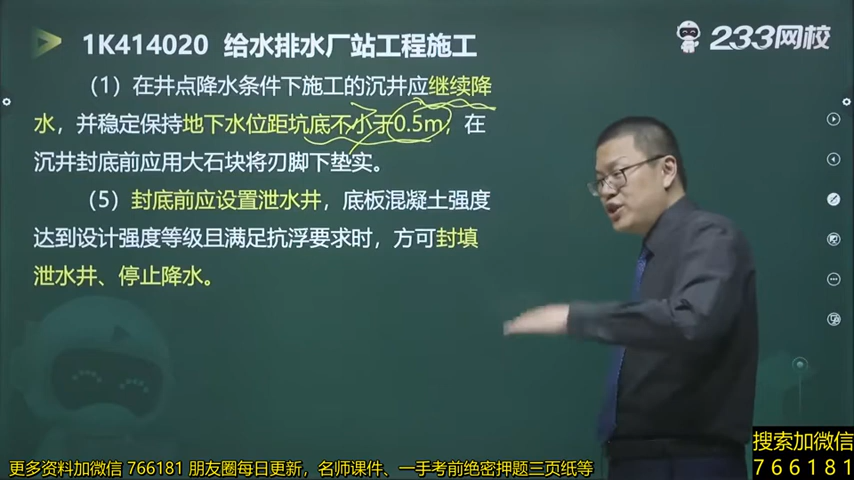 1K414020 给水排水厂站工程施工
233网校
（1）在井点降水条件下施工的沉井应继续降
水，并稳定保持地下水位距坑底不小于0.5m，在
沉井封底前应用大石块将刃脚下垫实。
（5）封底前应设置泄水井，底板混凝土强度
达到设计强度等级且满足抗浮要求时，方可封填
泄水井、停止降水。
搜索加微信
766181
更多资料加微信 766181 朋友圈每日更新，名师课件、一手考前绝密押题三页纸等